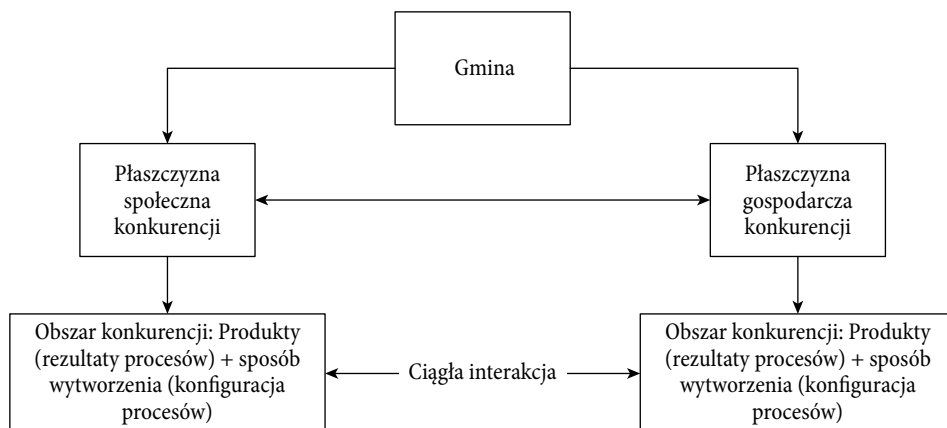 Gmina
Płaszczyzna
społeczna
konkurencji
Płaszczyzna
gospodarcza
konkurencji
Obszar konkurencji: Produkty
(rezultaty procesów) + sposób
wytworzenia (konfiguracja
procesów)
Ciągła interakcja
Obszar konkurencji: Produkty
(rezultaty procesów) + sposób
wytworzenia (konfiguracja
procesów)